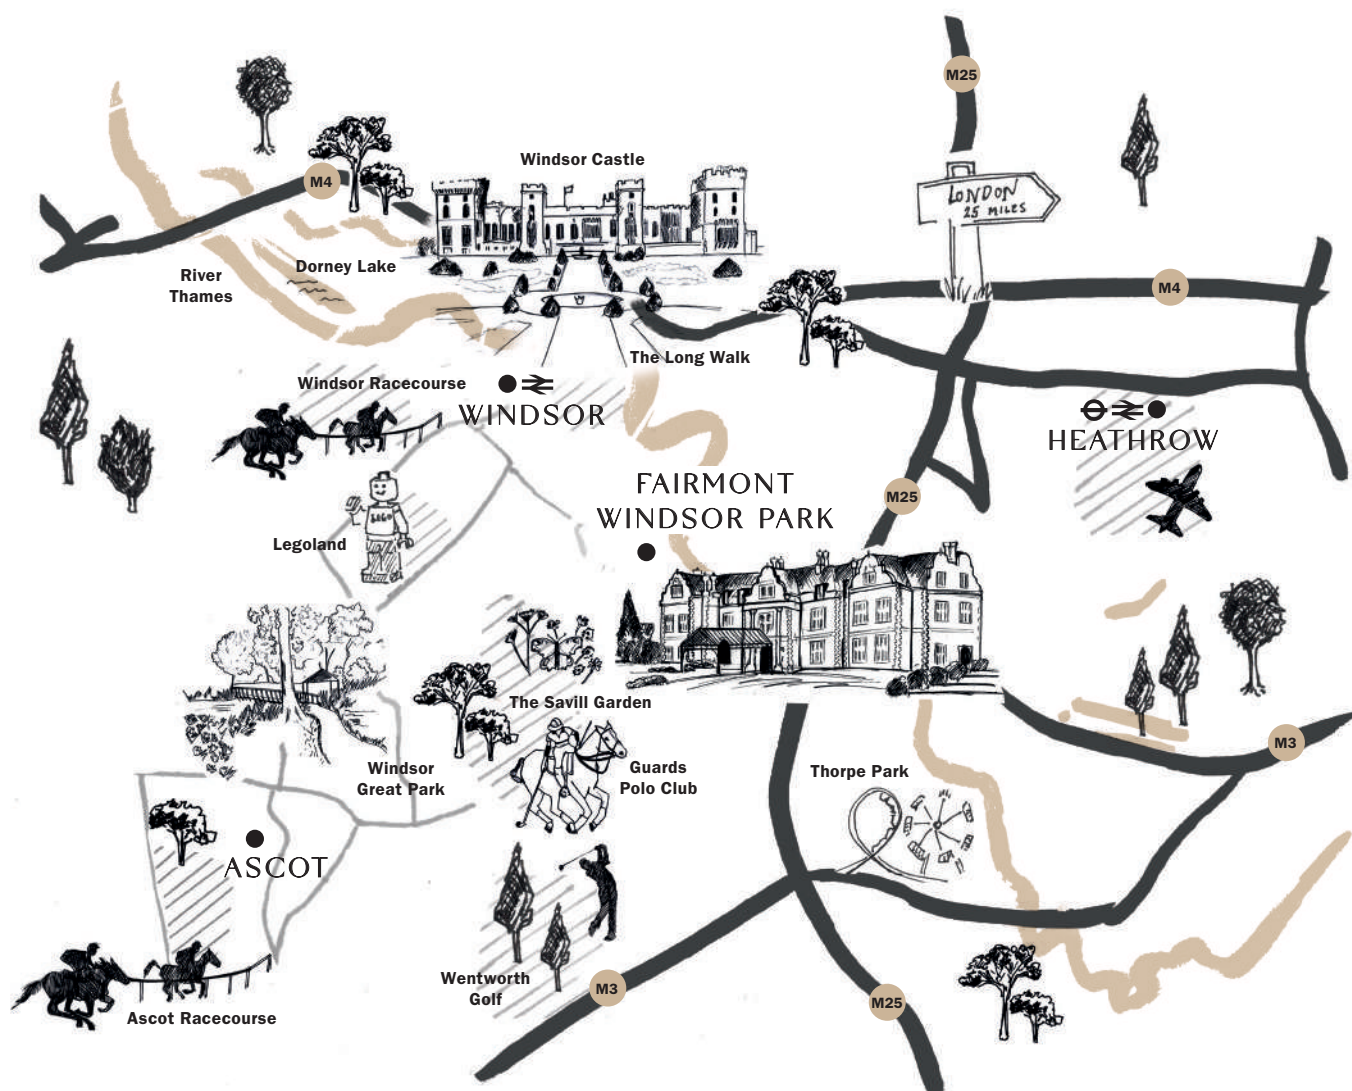 M25
Windsor Castle
M4
LONDON
25 MILES
River
Thames
Dorney Lake
M4
The Long Walk
Windsor Racecourse
WINDSOR
HEATHROW
FAIRMONT
WINDSOR PARK
M25
LEGO
Legoland
The Savill Garden
Windsor
Great Park
Guards
Polo Club
Thorpe Park
M3
ASCOT
Wentworth
Golf
M3
M25
Ascot Racecourse